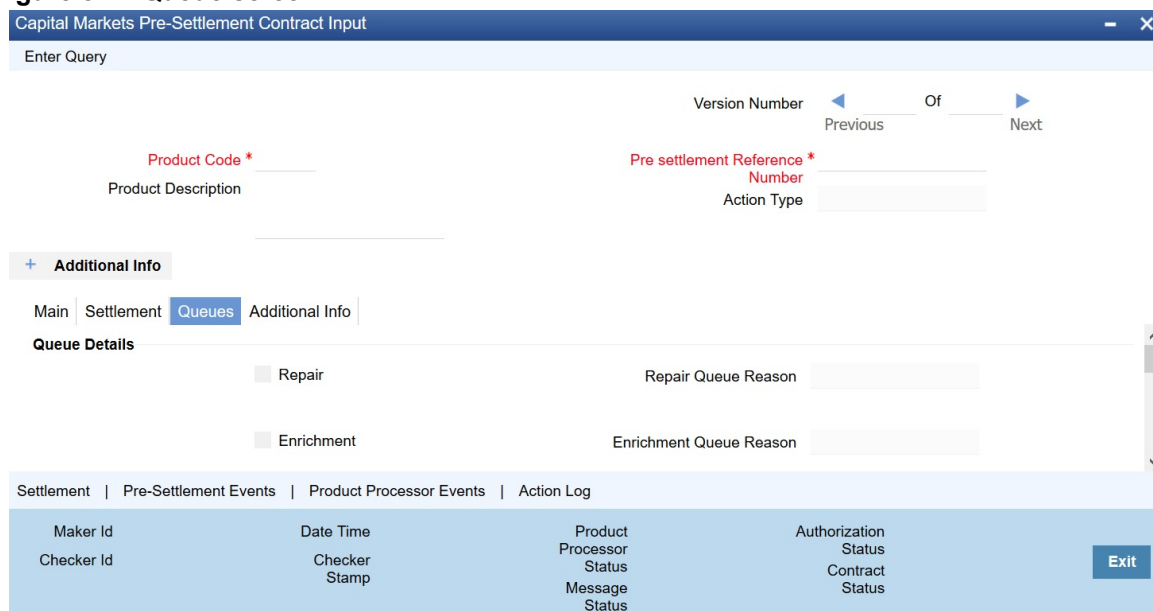 Capital Markets Pre-Settlement Contract Input
Enter Query
Version Number Of
Previous Next
Product Code * Pre settlement Reference *
Number
Product Description
Action Type
+ Additional Info
Main Settlement Queues Additional Info
Queue Details
Repair Repair Queue Reason
Enrichment Enrichment Queue Reason
Settlement | Pre-Settlement Events | Product Processor Events | Action Log
Maker Id Date Time Product Authorization
Processor Status
Status
Checker Id Checker Contract
Stamp Status
Message
Status
Exit